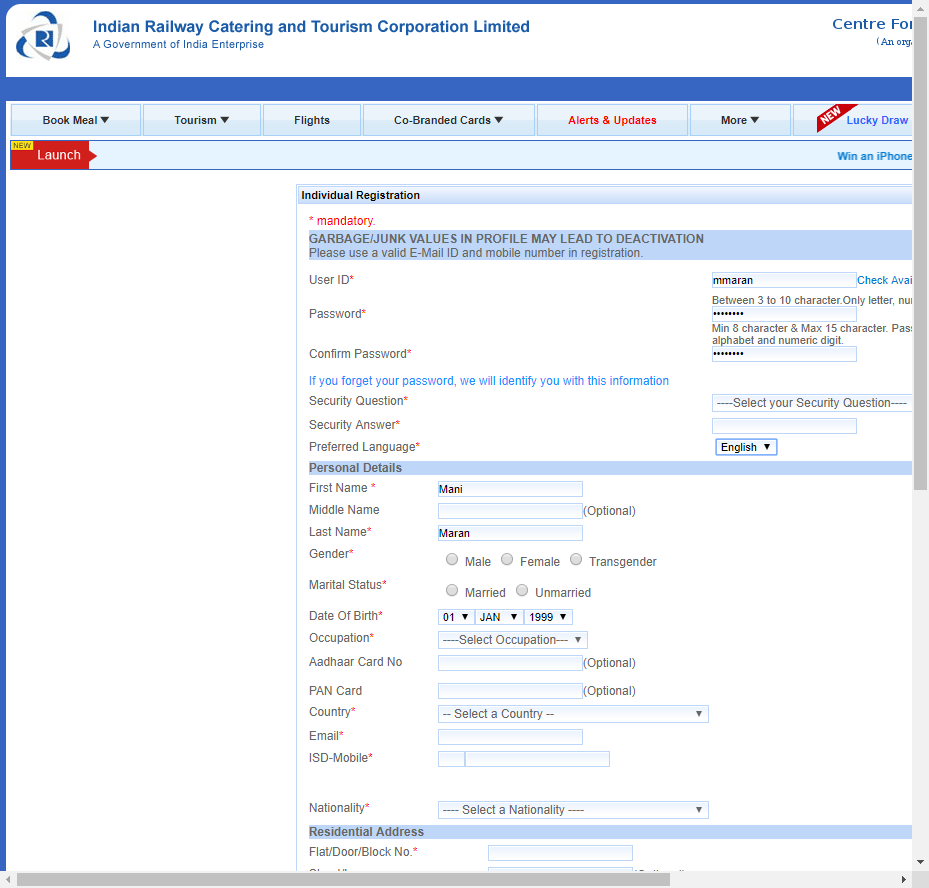 Indian Railway Catering and Tourism Corporation Limited
A Government of India Enterprise
Centre For
(An org
Book Meal ▼ Tourism ▼ Flights Co-Branded Cards ▼ Alerts & Updates More ▼ NEW Lucky Draw
NEW
Launch
Win an iPhone
Individual Registration
* mandatory.
GARBAGE/JUNK VALUES IN PROFILE MAY LEAD TO DEACTIVATION
Please use a valid E-Mail ID and mobile number in registration.
User ID* mmaran Check Avai
Between 3 to 10 character.Only letter, nu
Password* ••••••••
Min 8 character & Max 15 character. Pas
alphabet and numeric digit.
Confirm Password* ••••••••
If you forget your password, we will identify you with this information
Security Question* ----Select your Security Question----
Security Answer*
Preferred Language* English ▼
Personal Details
First Name * Mani
Middle Name (Optional)
Last Name* Maran
Gender* Male Female Transgender
Marital Status* Married Unmarried
Date Of Birth* 01 ▼ JAN ▼ 1999 ▼
Occupation* ----Select Occupation--- ▼
Aadhaar Card No (Optional)
PAN Card (Optional)
Country* -- Select a Country -- ▼
Email*
ISD-Mobile*
Nationality* ---- Select a Nationality ---- ▼
Residential Address
Flat/Door/Block No.*